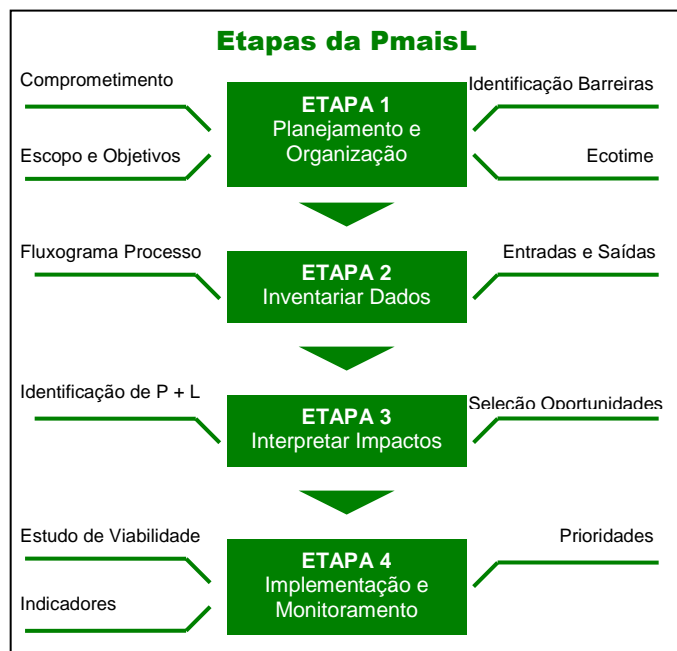 Etapas da PmaisL
Comprometimento
Escopo e Objetivos
ETAPA 1
Planejamento e
Organização
Identificação Barreiras
Ecotime
Fluxograma Processo
ETAPA 2
Inventariar Dados
Entradas e Saídas
Identificação de P + L
ETAPA 3
Interpretar Impactos
Seleção Oportunidades
Estudo de Viabilidade
Indicadores
ETAPA 4
Implementação e
Monitoramento
Prioridades